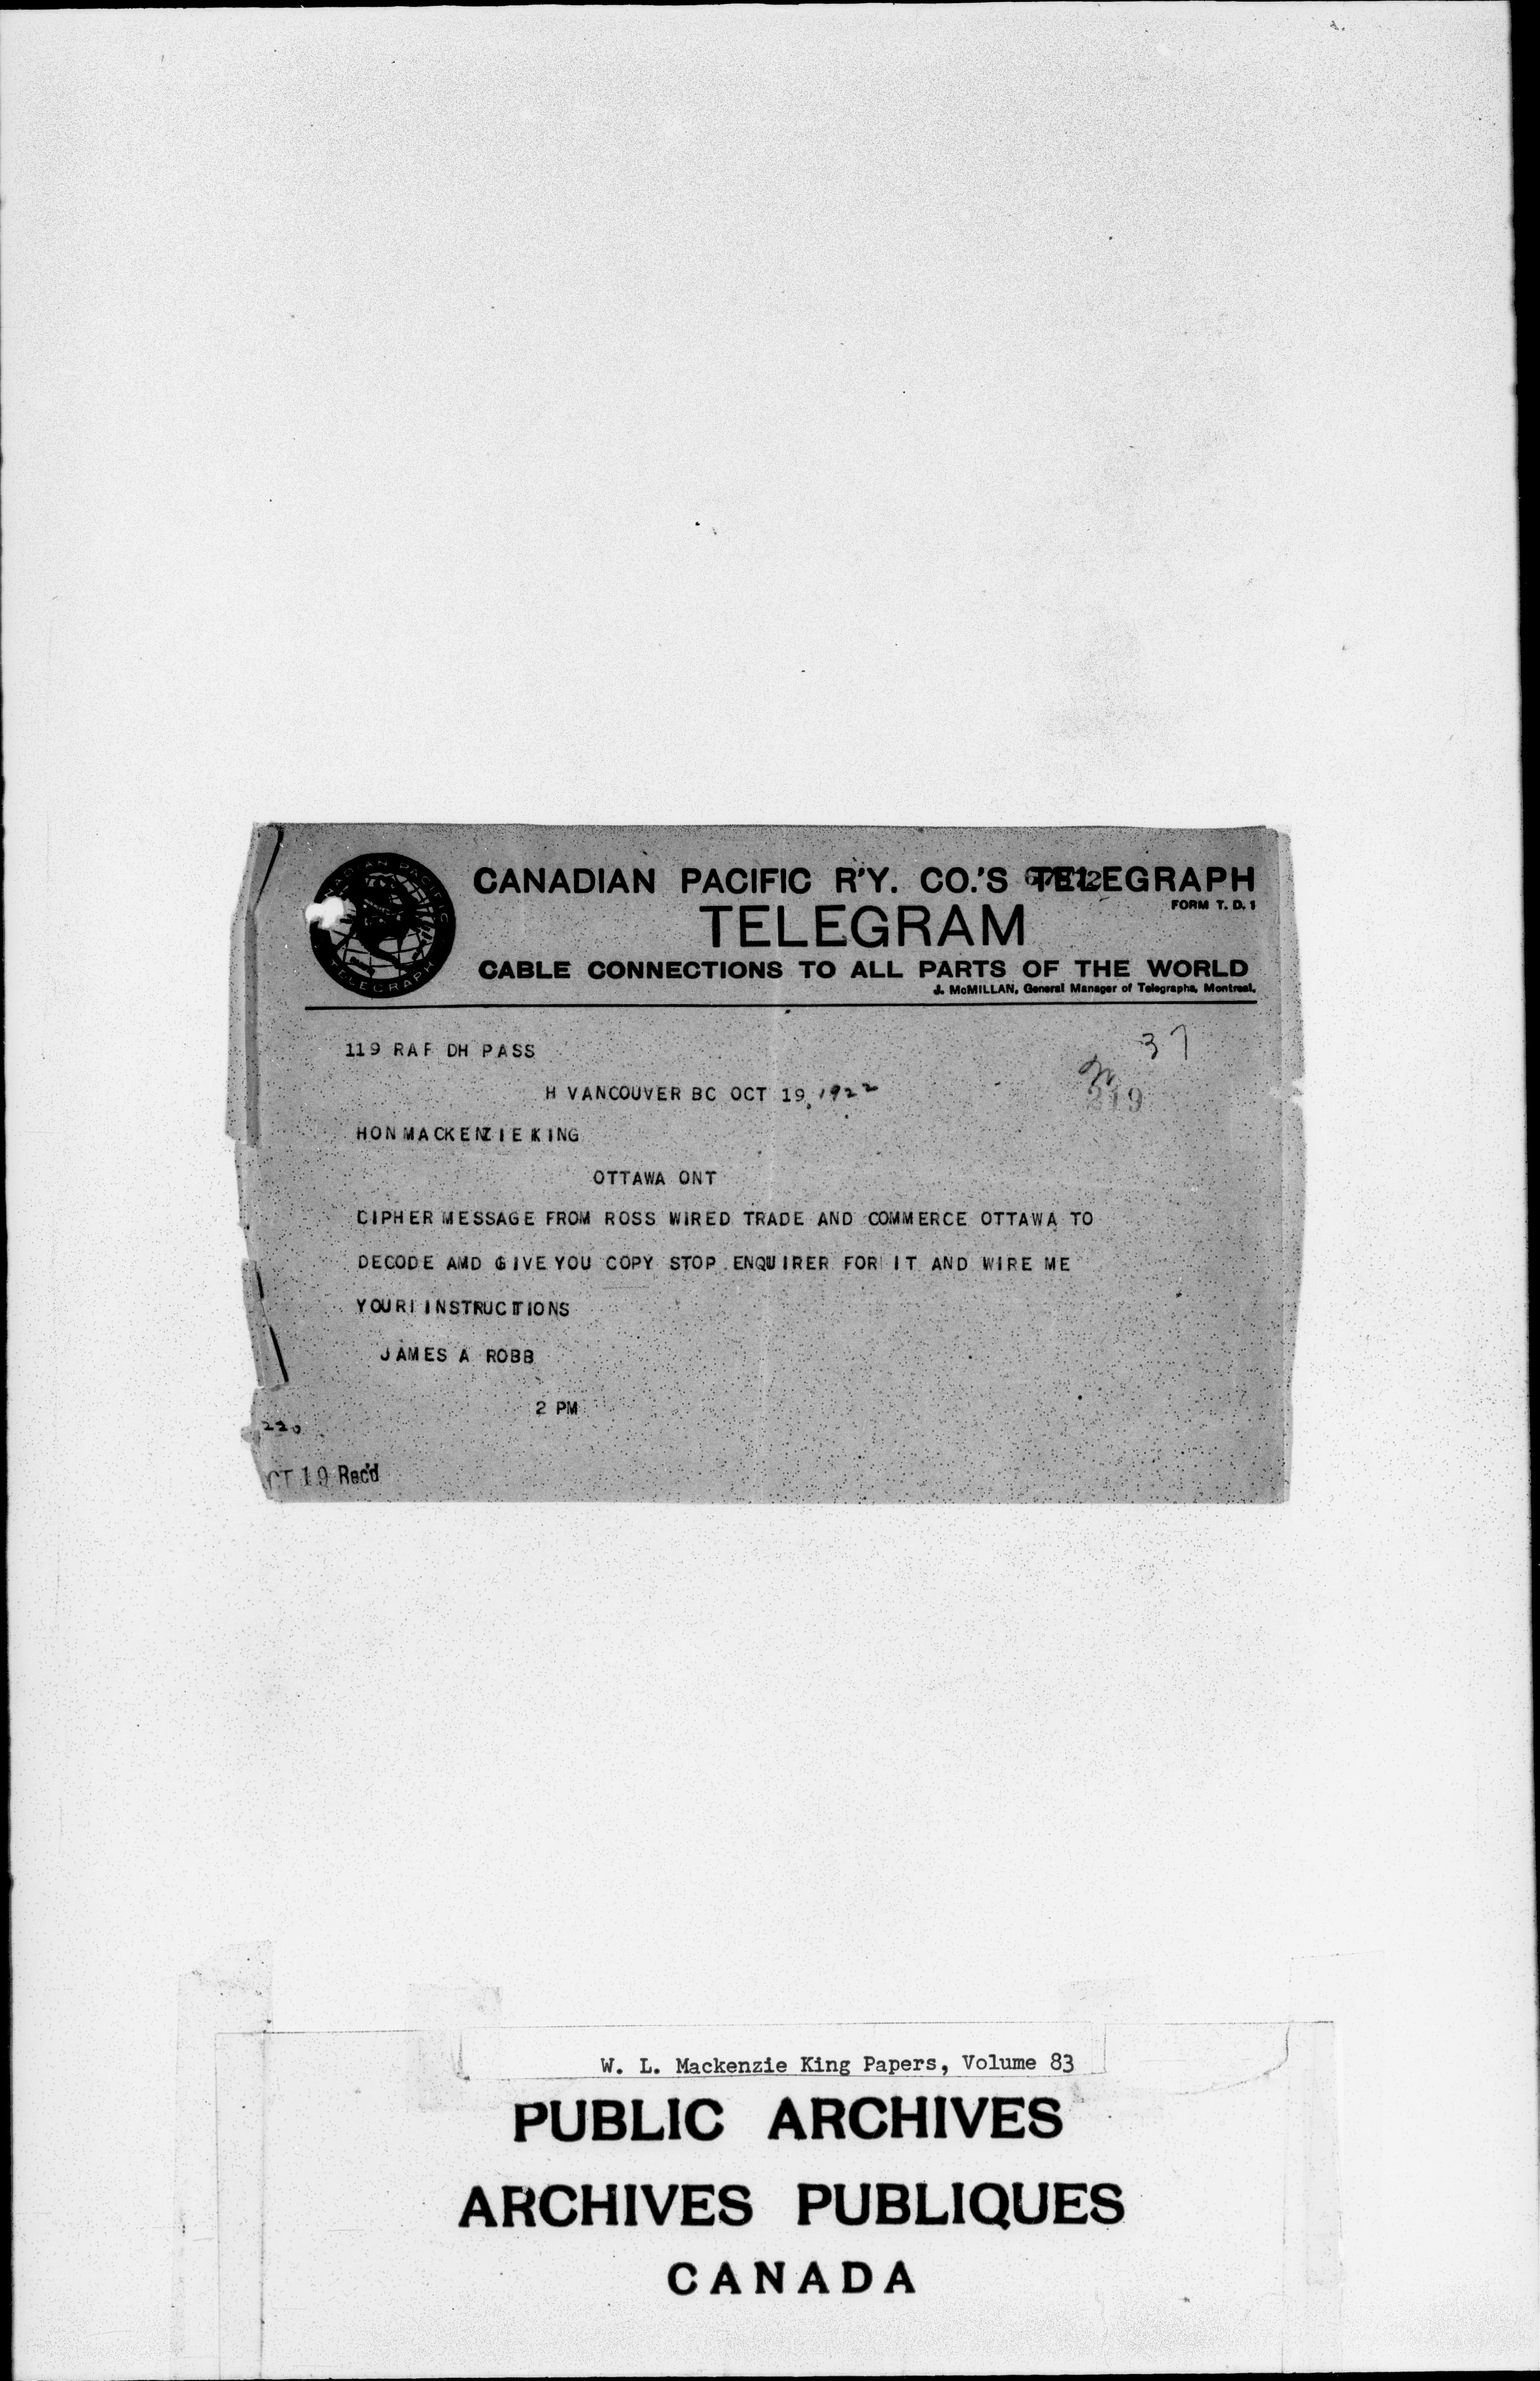 CANADIAN PACIFIC R'Y. CO.'S TELEGRAPH
FORM T. D. 1
TELEGRAM
CABLE CONNECTIONS TO ALL PARTS OF THE WORLD
J. McMILLAN, General Manager of Telegraphs, Montreal.
37
119 RAF DH PASS
H VANCOUVER BC OCT 19, 1922
219
HON MACKENZIE KING
OTTAWA ONT
CIPHER MESSAGE FROM ROSS WIRED TRADE AND COMMERCE OTTAWA TO
DECODE AMD GIVE YOU COPY STOP ENQUIRER FOR IT AND WIRE ME
YOURI INSTRUCTIONS
JAMES A ROBB
2 PM
220
CT 19 Rec'd
W. L. Mackenzie King Papers, Volume 83
PUBLIC ARCHIVES
ARCHIVES PUBLIQUES
CANADA